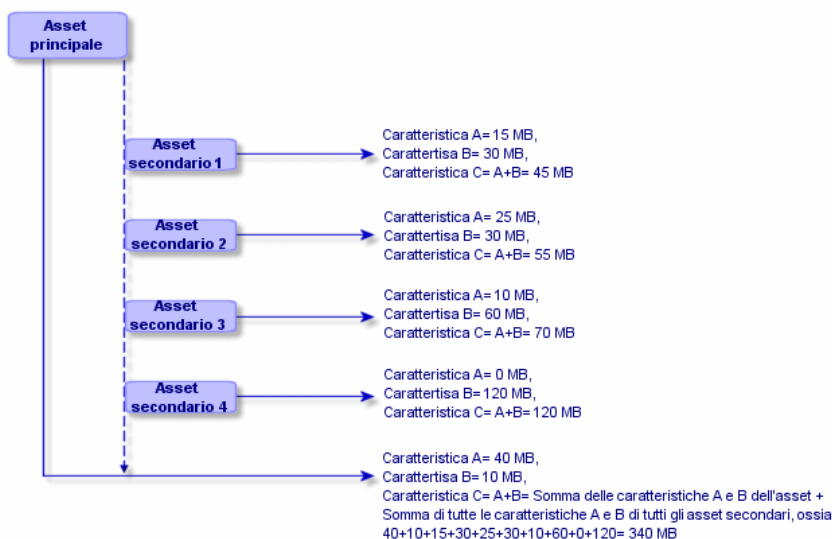 Asset
principale
Asset
secondario 1
Caratteristica A= 15 MB,
Carattertisa B= 30 MB,
Caratteristica C= A+B= 45 MB
Asset
secondario 2
Caratteristica A= 25 MB,
Carattertisa B= 30 MB,
Caratteristica C= A+B= 55 MB
Asset
secondario 3
Caratteristica A= 10 MB,
Carattertisa B= 60 MB,
Caratteristica C= A+B= 70 MB
Asset
secondario 4
Caratteristica A= 0 MB,
Carattertisa B= 120 MB,
Caratteristica C= A+B= 120 MB
Caratteristica A= 40 MB,
Carattertisa B= 10 MB,
Caratteristica C= A+B= Somma delle caratteristiche A e B dell'asset +
Somma di tutte le caratteristiche A e B di tutti gli asset secondari, ossia
40+10+15+30+25+30+10+60+0+120= 340 MB